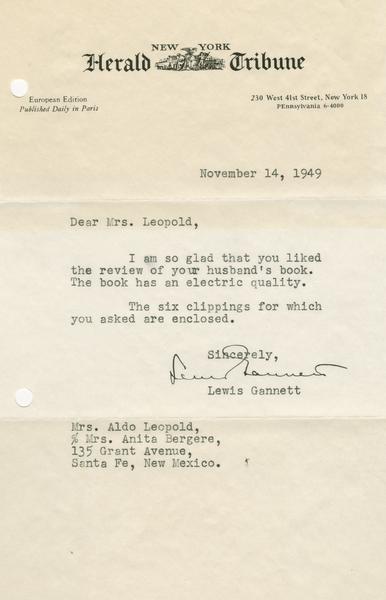 NEW YORK
Herald Tribune
European Edition
Published Daily in Paris
230 West 41st Street, New York 18
PEnnsylvania 6-4000
November 14, 1949
Dear Mrs. Leopold,
I am so glad that you liked
the review of your husband's book.
The book has an electric quality.
The six clippings for which
you asked are enclosed.
Sincerely,
Lewis Gannett
Lewis Gannett
Mrs. Aldo Leopold,
℅ Mrs. Anita Bergere,
135 Grant Avenue,
Santa Fe, New Mexico.